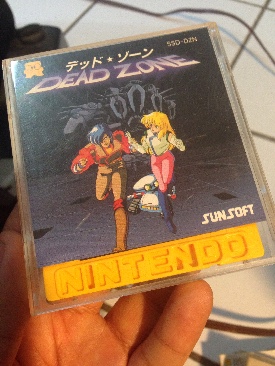 SSD-DZN
デッド★ゾーン
DEAD ZONE
SUNSOFT
NINTENDO